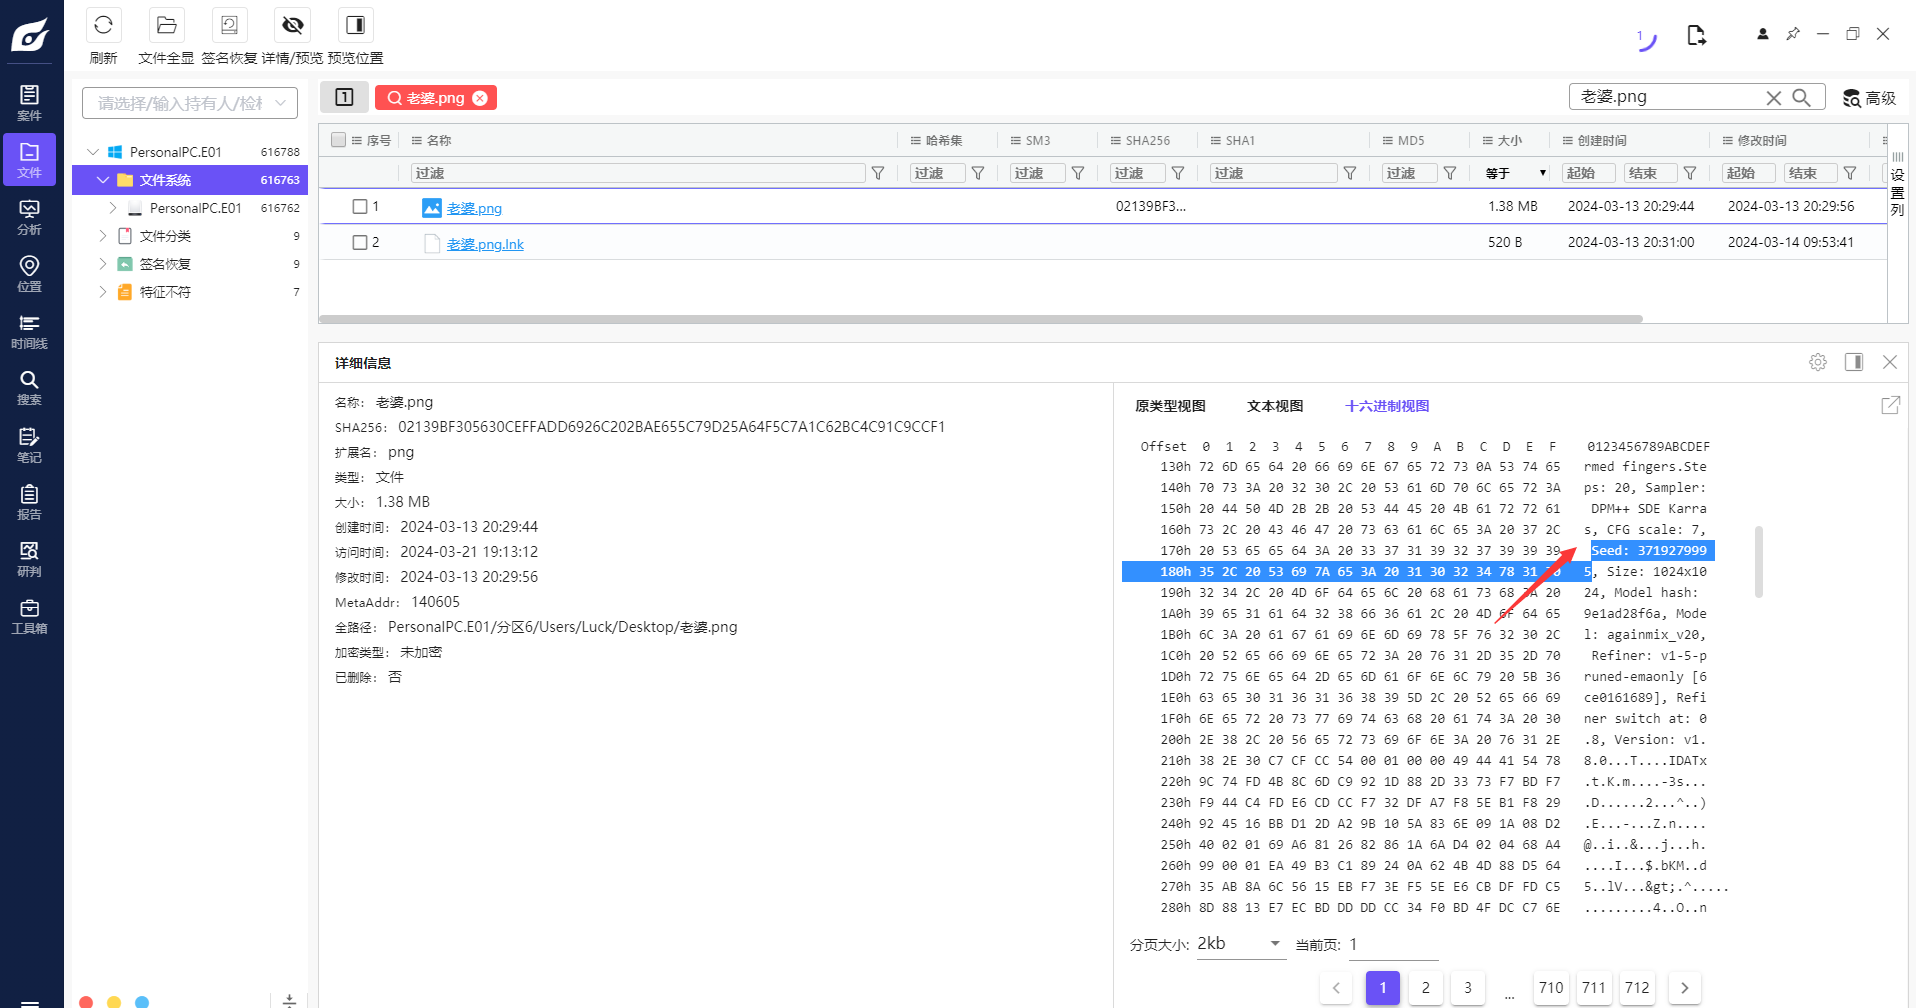 刷新
文件全显
签名恢复
详情/预览
预览位置
1
案件
文件
分析
位置
时间线
搜索
笔记
报告
研判
工具箱
请选择/输入持有人/检材
PersonalPC.E01 616788
文件系统 616763
PersonalPC.E01 616762
文件分类 9
签名恢复 9
特征不符 7
1 老婆.png
老婆.png 高级
序号 名称 哈希集 SM3 SHA256 SHA1 MD5 大小 创建时间 修改时间
过滤 过滤 过滤 过滤 过滤 过滤 等于 起始 结束 起始 结束
设置列
1 老婆.png 02139BF3... 1.38 MB 2024-03-13 20:29:44 2024-03-13 20:29:56
2 老婆.png.lnk 520 B 2024-03-13 20:31:00 2024-03-14 09:53:41
详细信息
名称: 老婆.png
SHA256: 02139BF305630CEFFADD6926C202BAE655C79D25A64F5C7A1C62BC4C91C9CCF1
扩展名: png
类型: 文件
大小: 1.38 MB
创建时间: 2024-03-13 20:29:44
访问时间: 2024-03-21 19:13:12
修改时间: 2024-03-13 20:29:56
MetaAddr: 140605
全路径: PersonalPC.E01/分区6/Users/Luck/Desktop/老婆.png
加密类型: 未加密
已删除: 否
原类型视图 文本视图 十六进制视图
Offset 0 1 2 3 4 5 6 7 8 9 A B C D E F 0123456789ABCDEF
130h 72 6D 65 64 20 66 69 6E 67 65 72 73 0A 53 74 65 rmed fingers.Ste
140h 70 73 3A 20 32 30 2C 20 53 61 6D 70 6C 65 72 3A ps: 20, Sampler:
150h 20 44 50 4D 2B 2B 20 53 44 45 20 4B 61 72 72 61 DPM++ SDE Karra
160h 73 2C 20 43 46 47 20 73 63 61 6C 65 3A 20 37 2C s, CFG scale: 7,
170h 20 53 65 65 64 3A 20 33 37 31 39 32 37 39 39 39 Seed: 371927999
180h 35 2C 20 53 69 7A 65 3A 20 31 30 32 34 78 31 30 5, Size: 1024x10
190h 32 34 2C 20 4D 6F 64 65 6C 20 68 61 73 68 3A 20 24, Model hash:
1A0h 39 65 31 61 64 32 38 66 36 61 2C 20 4D 6F 64 65 9e1ad28f6a, Mode
1B0h 6C 3A 20 61 67 61 69 6E 6D 69 78 5F 76 32 30 2C l: againmix_v20,
1C0h 20 52 65 66 69 6E 65 72 3A 20 76 31 2D 35 2D 70 Refiner: v1-5-p
1D0h 72 75 6E 65 64 2D 65 6D 61 6F 6E 6C 79 20 5B 36 runed-emaonly [6
1E0h 63 65 30 31 36 31 36 38 39 5D 2C 20 52 65 66 69 ce0161689], Refi
1F0h 6E 65 72 20 73 77 69 74 63 68 20 61 74 3A 20 30 ner switch at: 0
200h 2E 38 2C 20 56 65 72 73 69 6F 6E 3A 20 76 31 2E .8, Version: v1.
210h 38 2E 30 C7 CF CC 54 00 01 00 00 49 44 41 54 78 8.0...T....IDATx
220h 9C 74 FD 4B 8C 6D C9 92 1D 88 2D 33 73 F7 BD F7 .t.K.m....-3s...
230h F9 44 C4 FD E6 CD CC F7 32 DF A7 F8 5E B1 F8 29 .D......2...^..)
240h 92 45 16 BB D1 2D A2 9B 10 5A 83 6E 09 1A 08 D2 .E...-...Z.n....
250h 40 02 01 69 A6 81 26 82 86 1A 6A D4 02 04 68 A4 @..i..&...j...h.
260h 99 00 01 EA 49 B3 C1 89 24 0A 62 4B 4D 88 D5 64 ....I...$.bKM..d
270h 35 AB 8A 6C 56 15 EB F7 3E F5 5E E6 CB DF FD C5 5..lV...&gt;.^.....
280h 8D 88 13 E7 EC BD DD DD CC 34 F0 BD 4F DC C7 6E .........4..O..n
分页大小: 2kb 当前页: 1
1 2 3 ... 710 711 712